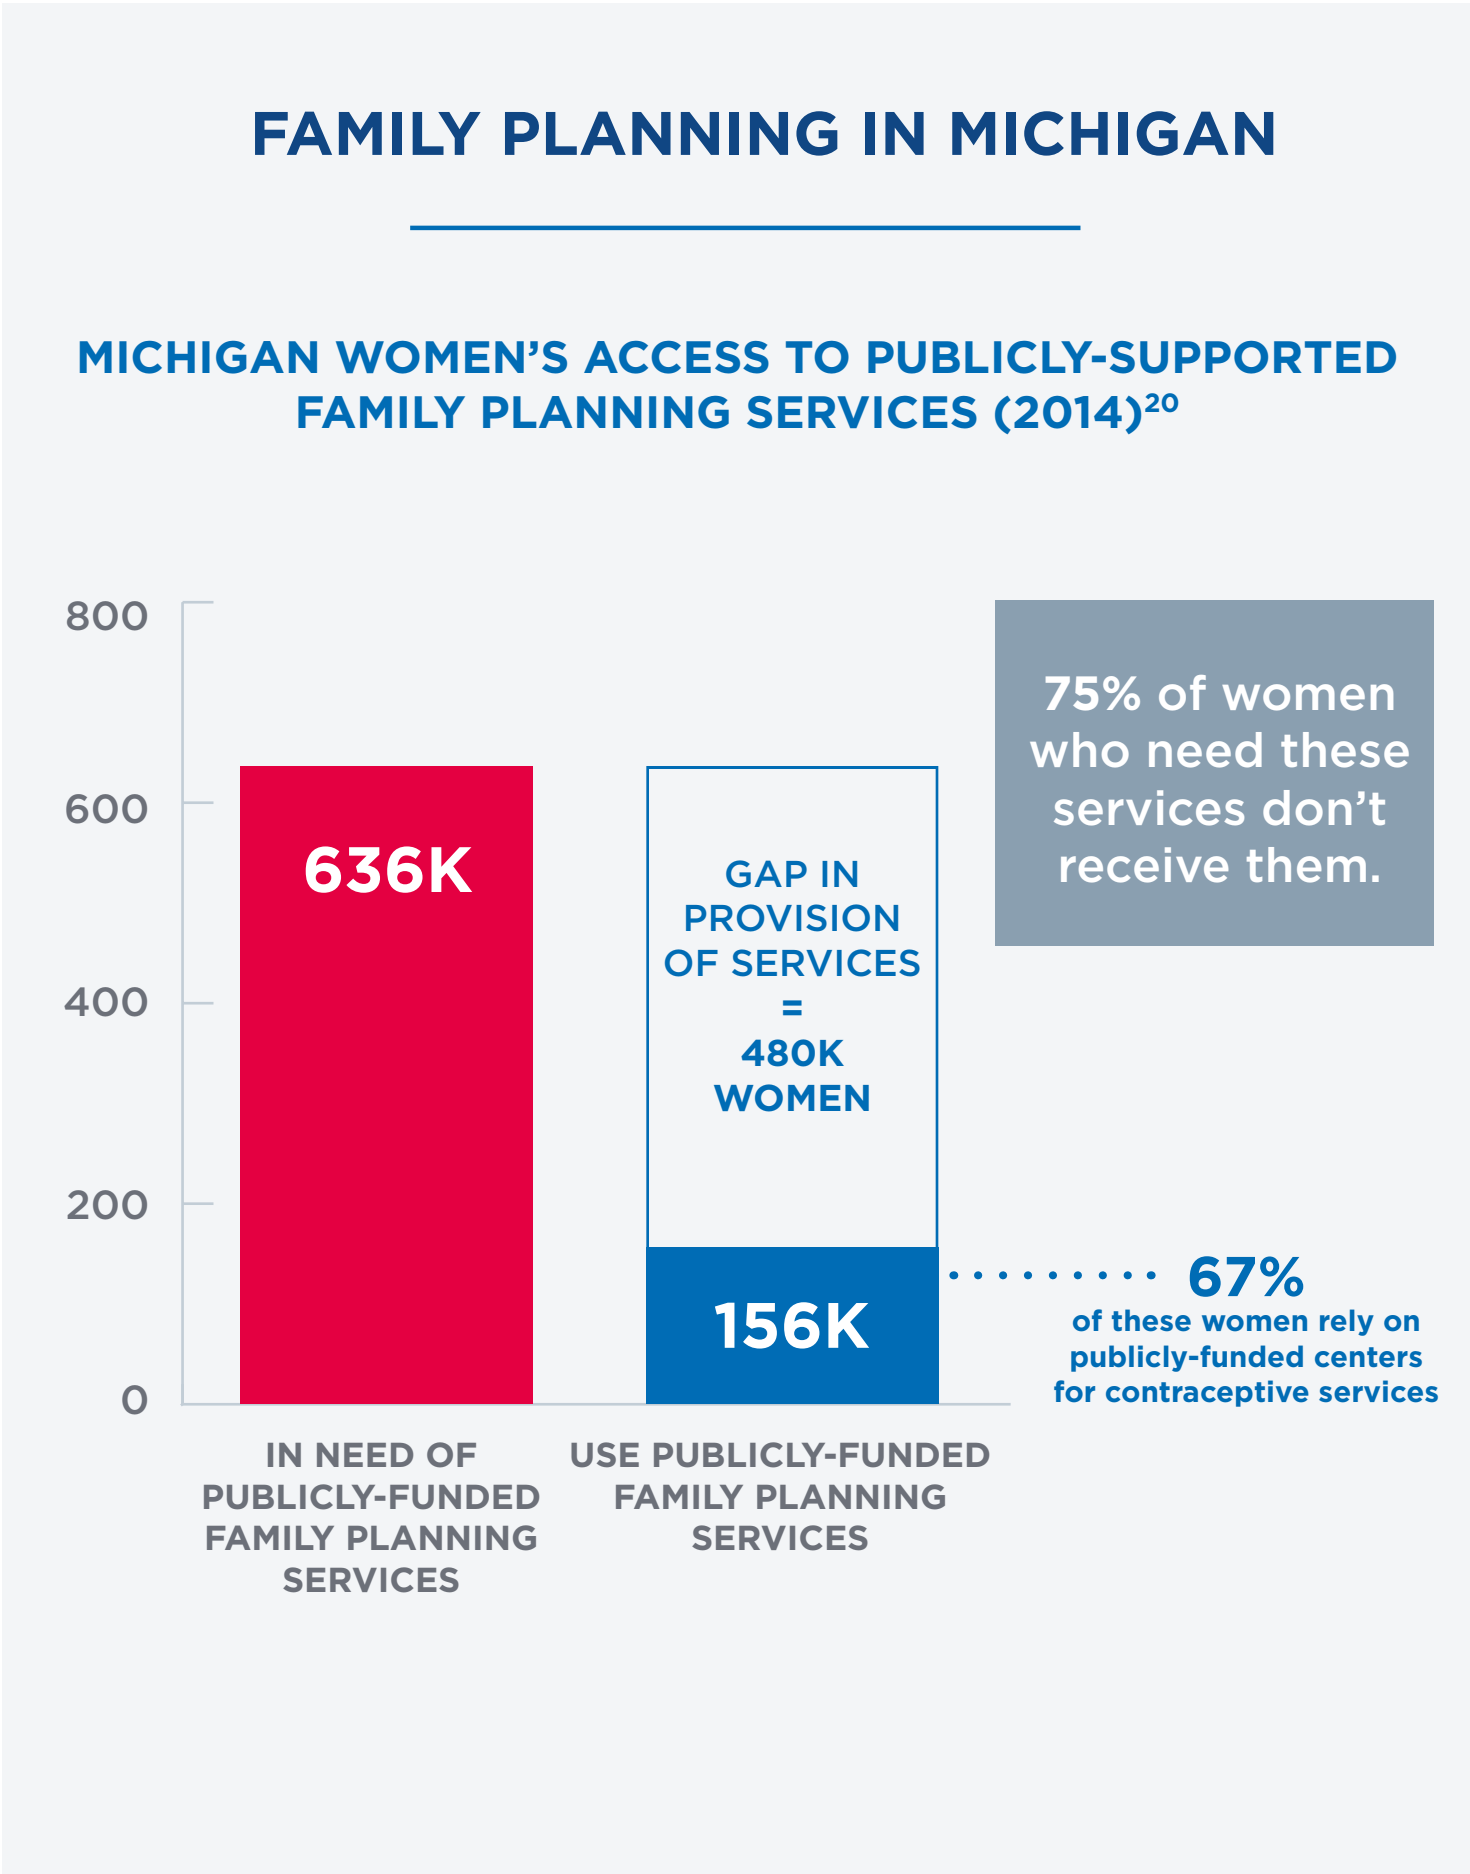 FAMILY PLANNING IN MICHIGAN
MICHIGAN WOMEN’S ACCESS TO PUBLICLY-SUPPORTED
FAMILY PLANNING SERVICES (2014)²⁰
800
600
400
200
0
636K
GAP IN
PROVISION
OF SERVICES
=
480K
WOMEN
156K
75% of women
who need these
services don’t
receive them.
67%
of these women rely on
publicly-funded centers
for contraceptive services
IN NEED OF
PUBLICLY-FUNDED
FAMILY PLANNING
SERVICES
USE PUBLICLY-FUNDED
FAMILY PLANNING
SERVICES